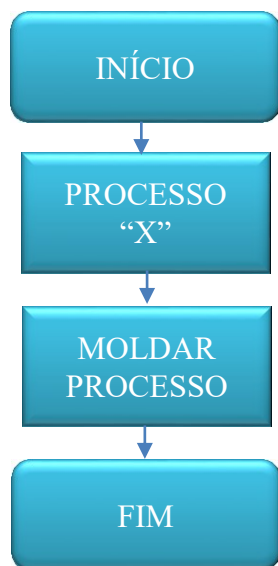 INÍCIO
PROCESSO
“X”
MOLDAR
PROCESSO
FIM